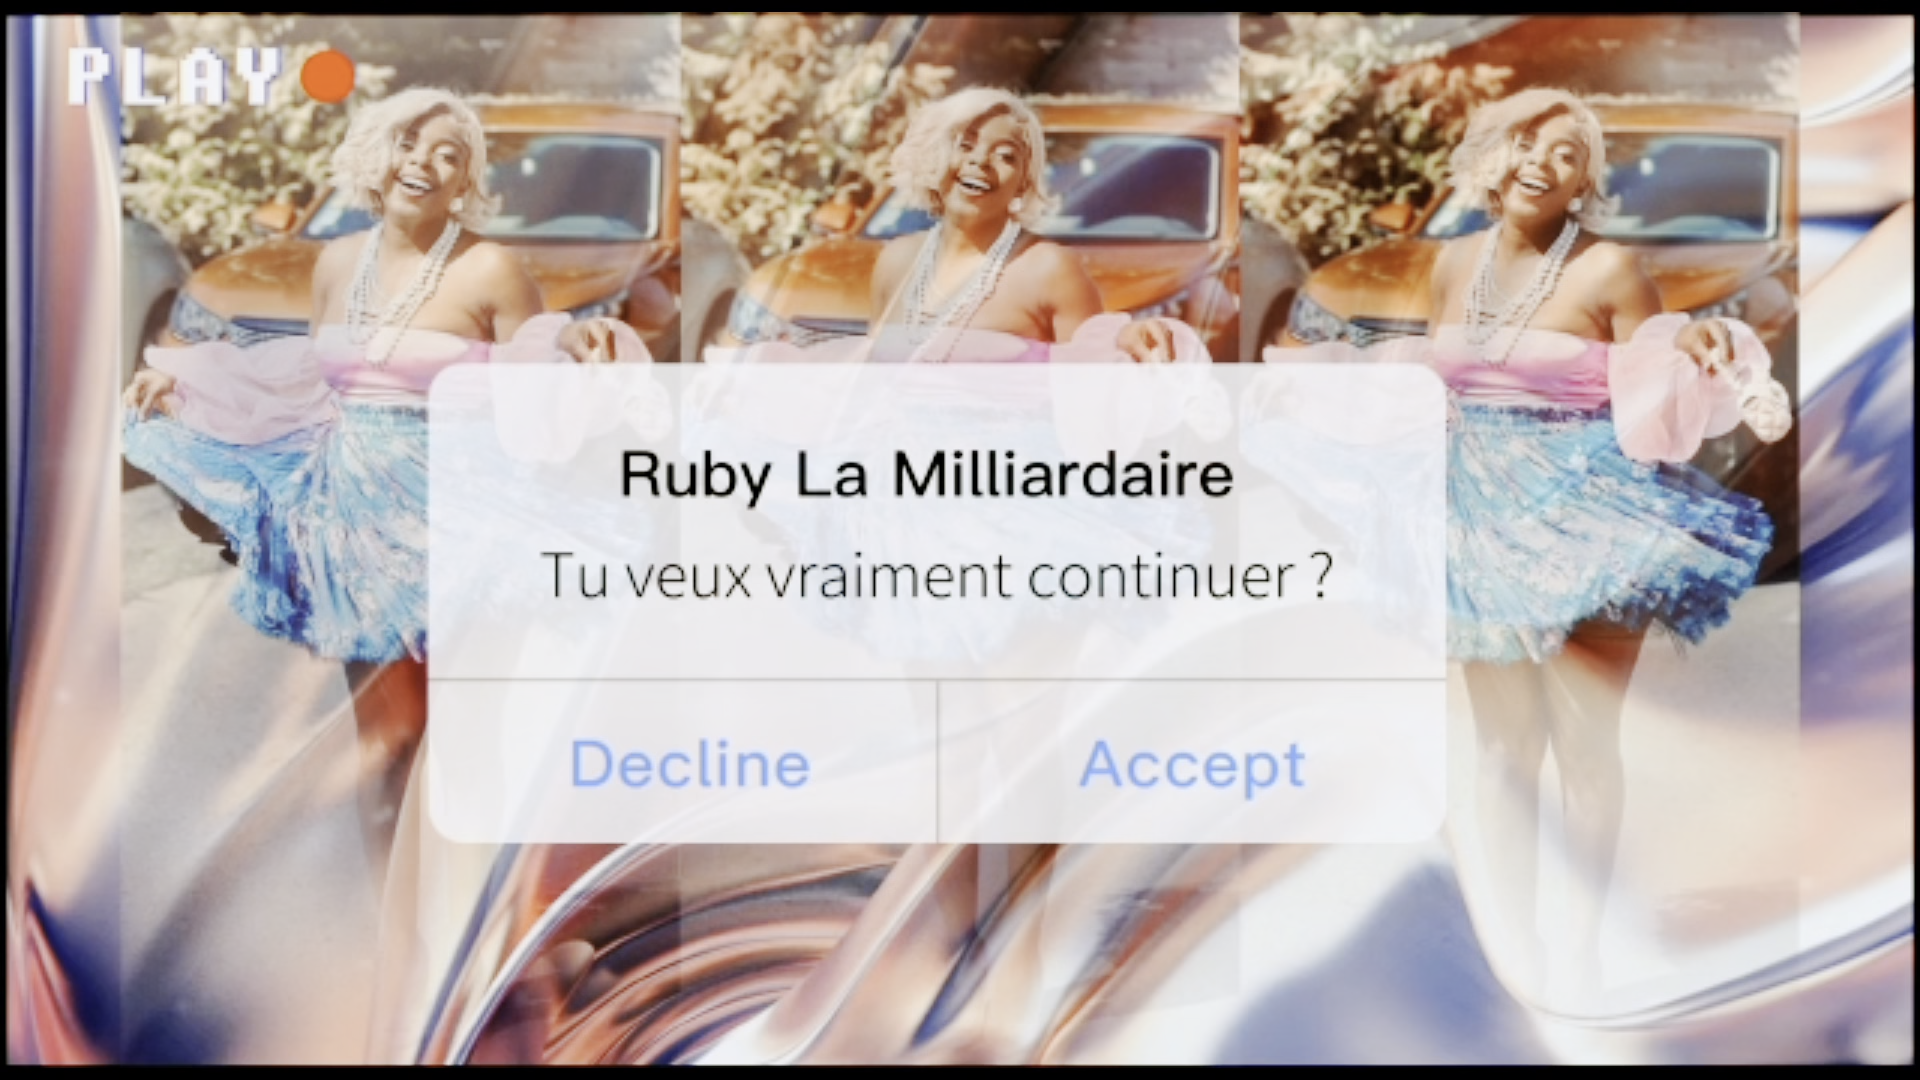 PLAY
Ruby La Milliardaire
Tu veux vraiment continuer ?
Decline
Accept